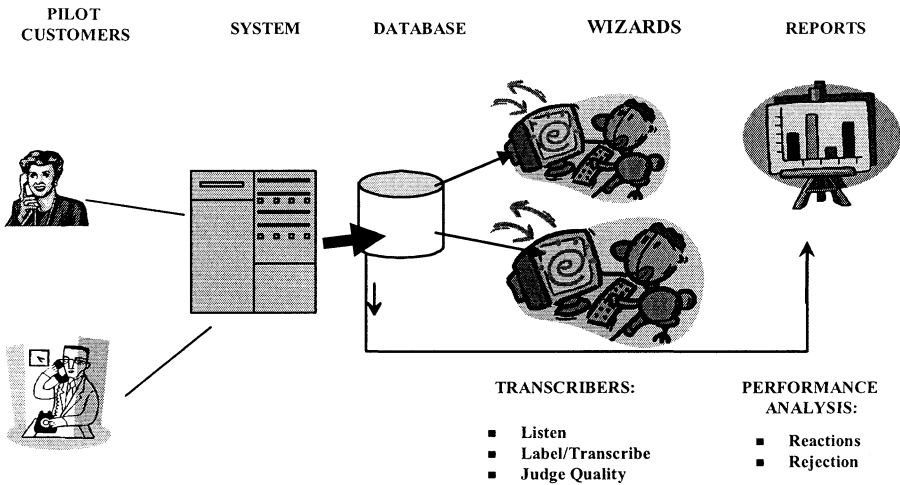 PILOT
CUSTOMERS
SYSTEM
DATABASE
WIZARDS
REPORTS
TRANSCRIBERS:
Listen
Label/Transcribe
Judge Quality
PERFORMANCE
ANALYSIS:
Reactions
Rejection